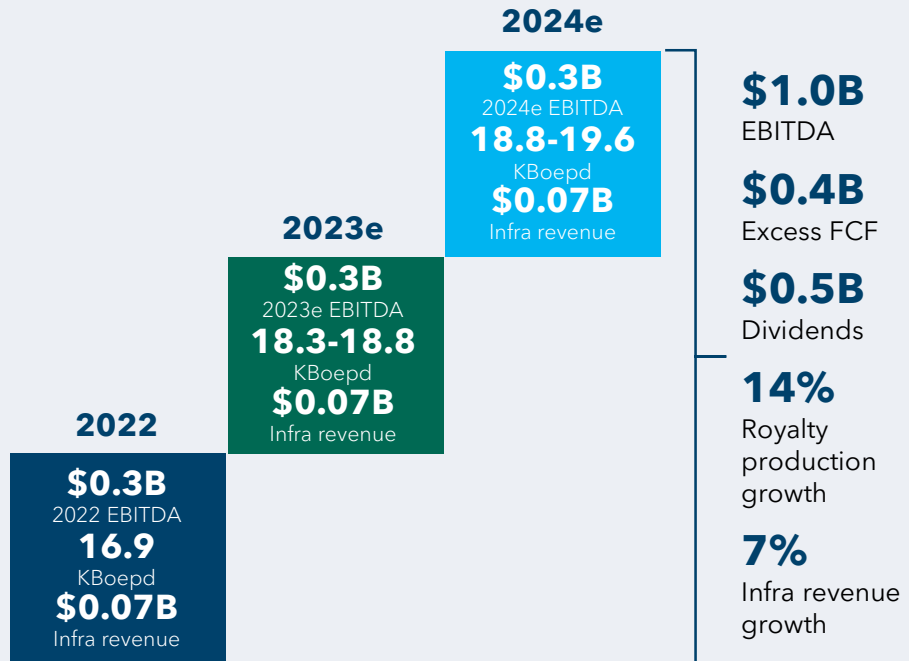 2024e
$0.3B
2024e EBITDA
18.8-19.6
KBoepd
$0.07B
Infra revenue
2023e
$0.3B
2023e EBITDA
18.3-18.8
KBoepd
$0.07B
Infra revenue
2022
$0.3B
2022 EBITDA
16.9
KBoepd
$0.07B
Infra revenue
$1.0B
EBITDA
$0.4B
Excess FCF
$0.5B
Dividends
14%
Royalty
production
growth
7%
Infra revenue
growth